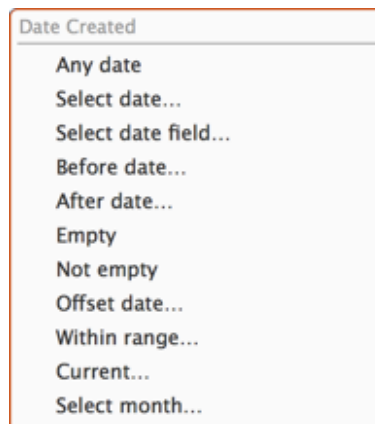 Date Created
Any date
Select date...
Select date field...
Before date...
After date...
Empty
Not empty
Offset date...
Within range...
Current...
Select month...